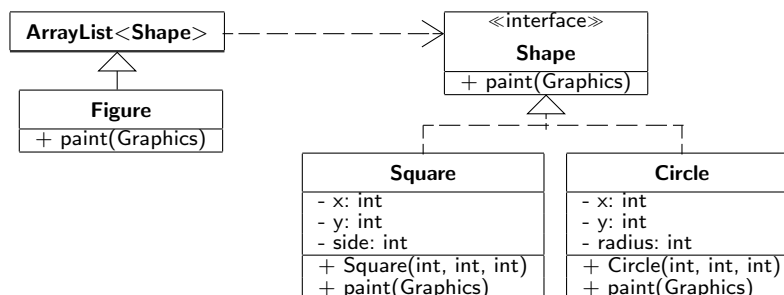 ArrayList<Shape>
≪interface≫
Shape
+ paint(Graphics)
Figure
+ paint(Graphics)
Square
- x: int
- y: int
- side: int
+ Square(int, int, int)
+ paint(Graphics)
Circle
- x: int
- y: int
- radius: int
+ Circle(int, int, int)
+ paint(Graphics)